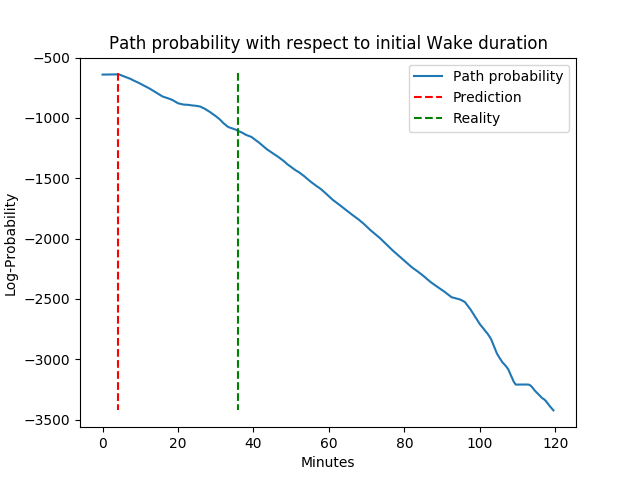 Path probability with respect to initial Wake duration
Path probability
Prediction
Reality
Log-Probability
−500
−1000
−1500
−2000
−2500
−3000
−3500
0 20 40 60 80 100 120
Minutes